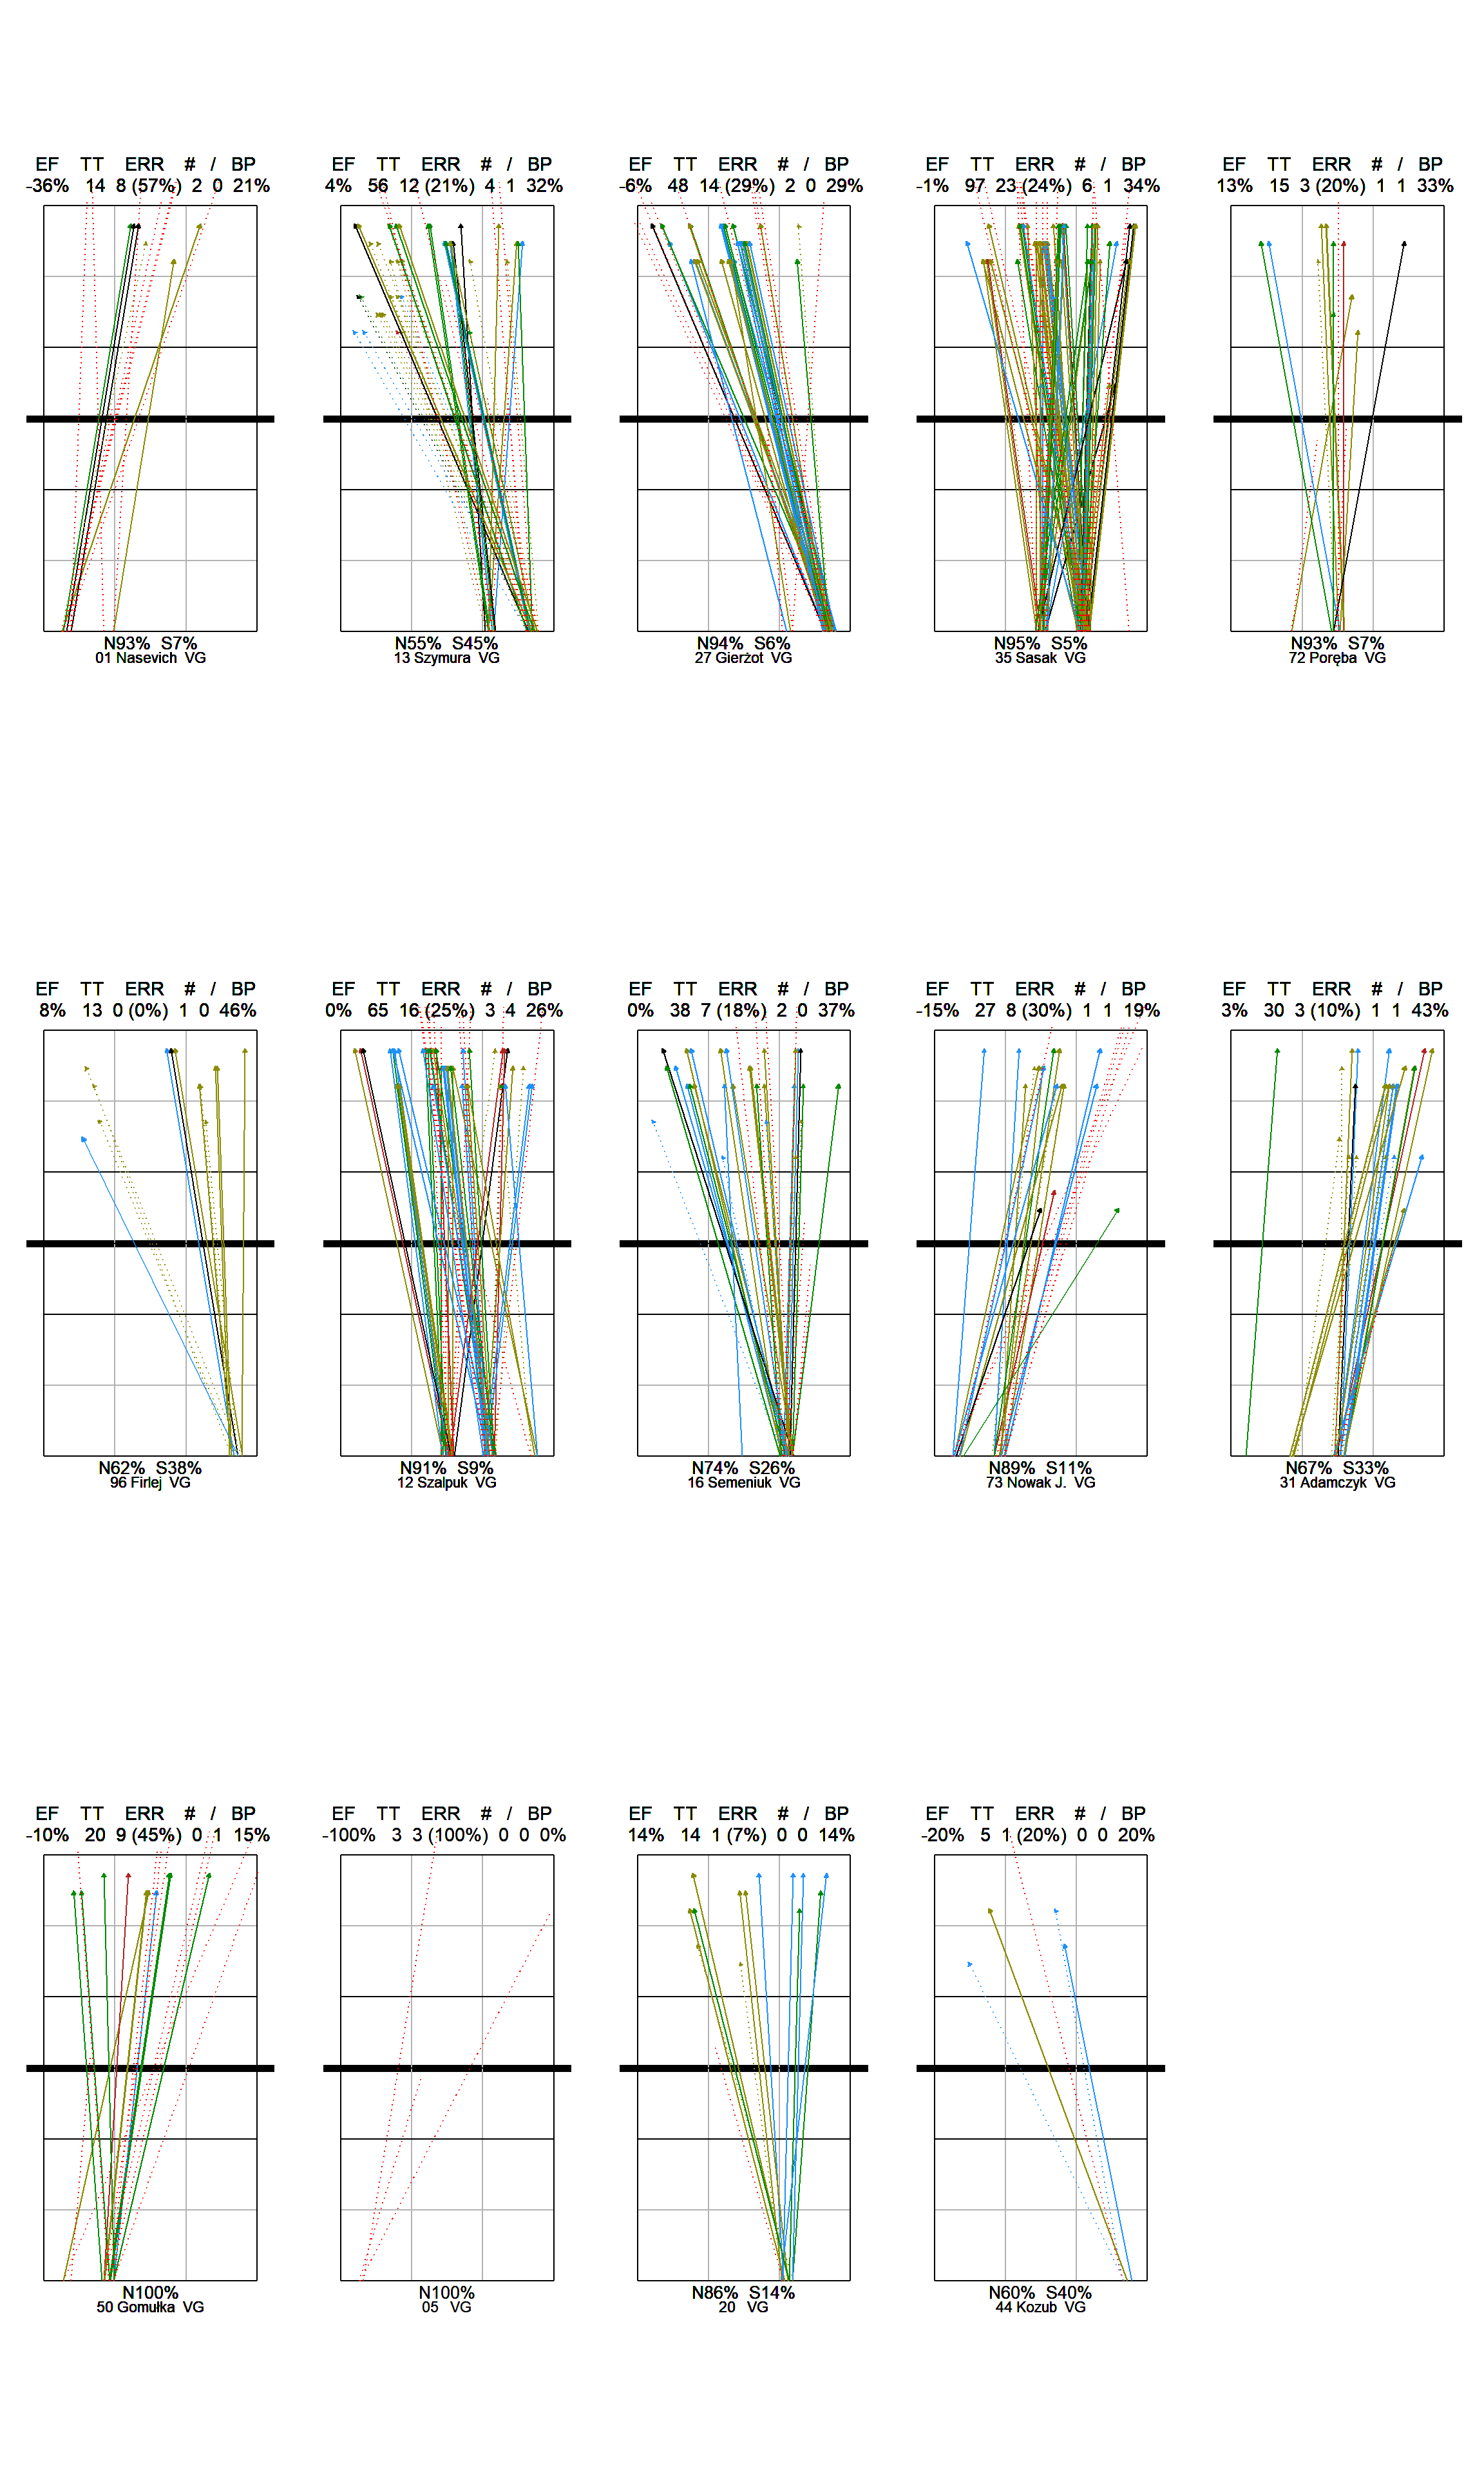 EF TT ERR # / BP EF TT ERR # / BP EF TT ERR # / BP EF TT ERR # / BP EF TT ERR # / BP
-36% 14 8 (57%) 2 0 21% 4% 56 12 (21%) 4 1 32% -6% 48 14 (29%) 2 0 29% -1% 97 23 (24%) 6 1 34% 13% 15 3 (20%) 1 1 33%
N93% S7% N55% S45% N94% S6% N95% S5% N93% S7%
01 Nasevich VG 13 Szymura VG 27 Gierżot VG 35 Sasak VG 72 Poręba VG
EF TT ERR # / BP EF TT ERR # / BP EF TT ERR # / BP EF TT ERR # / BP EF TT ERR # / BP
8% 13 0 (0%) 1 0 46% 0% 65 16 (25%) 3 4 26% 0% 38 7 (18%) 2 0 37% -15% 27 8 (30%) 1 1 19% 3% 30 3 (10%) 1 1 43%
N62% S38% N91% S9% N74% S26% N89% S11% N67% S33%
96 Firlej VG 12 Szalpuk VG 16 Semeniuk VG 73 Nowak J. VG 31 Adamczyk VG
EF TT ERR # / BP EF TT ERR # / BP EF TT ERR # / BP EF TT ERR # / BP
-10% 20 9 (45%) 0 1 15% -100% 3 3 (100%) 0 0 0% 14% 14 1 (7%) 0 0 14% -20% 5 1 (20%) 0 0 20%
N100% N100% N86% S14% N60% S40%
50 Gomułka VG 05 VG 20 VG 44 Kozub VG